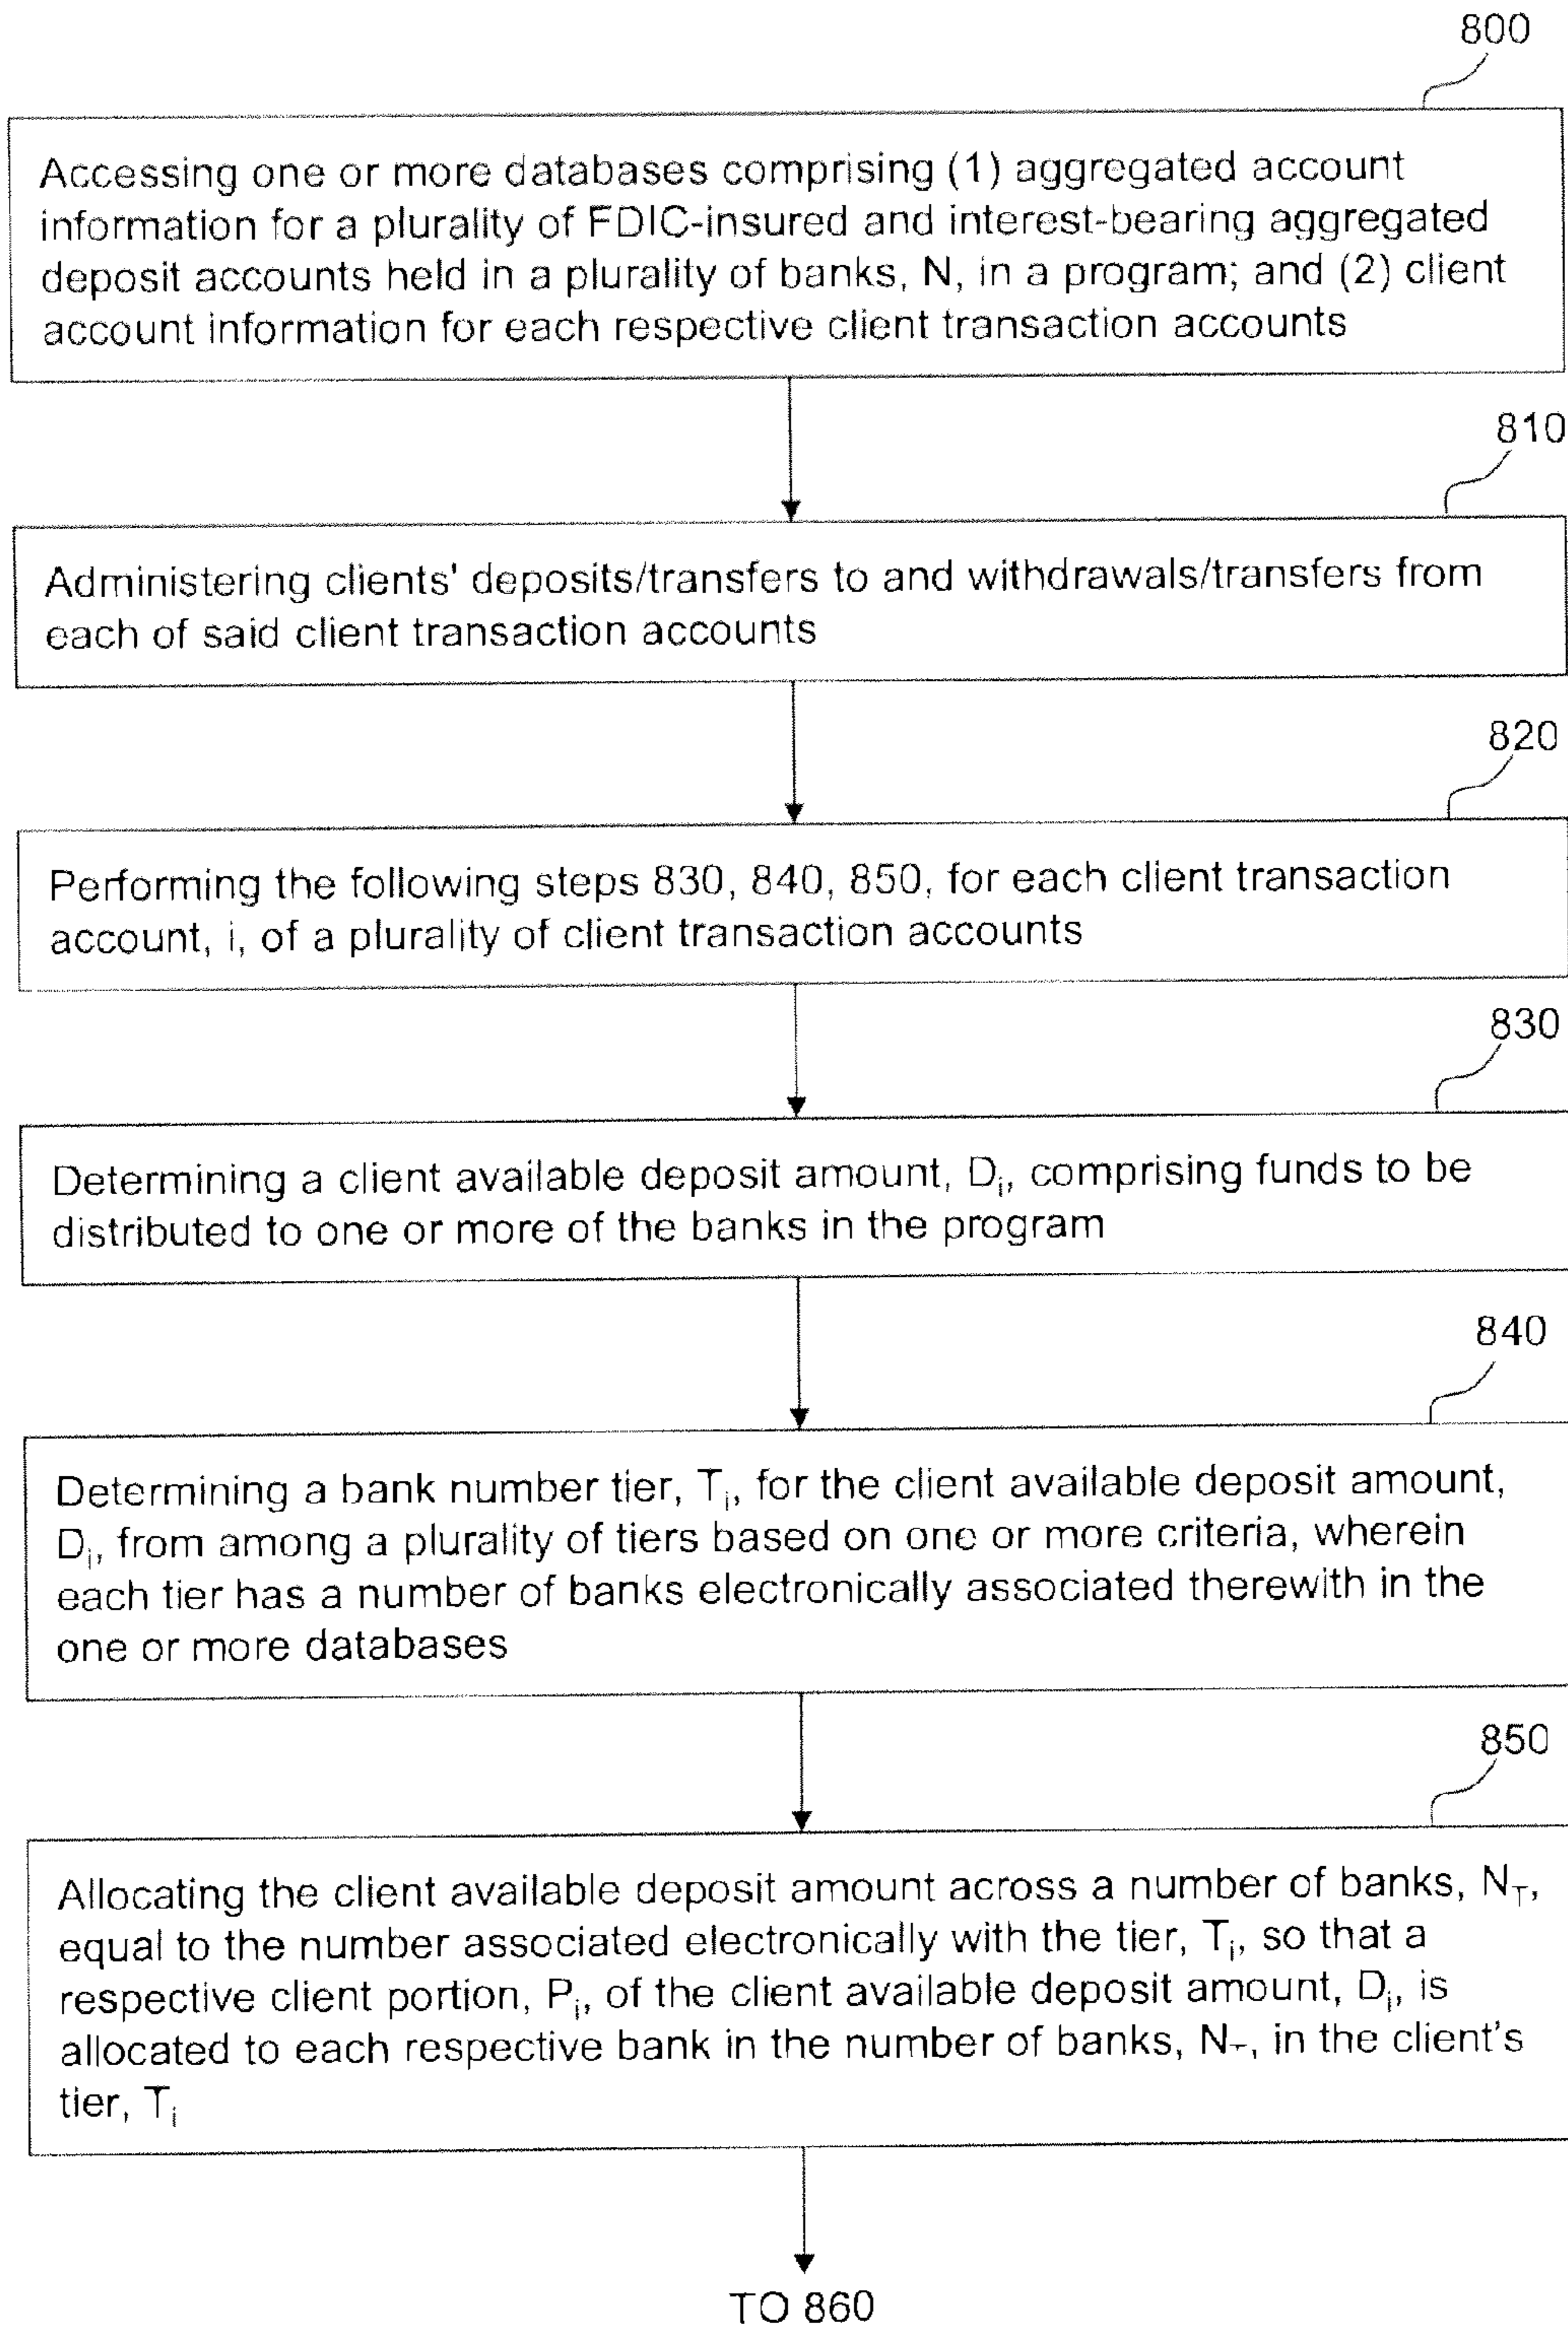 800
Accessing one or more databases comprising (1) aggregated account
information for a plurality of FDIC-insured and interest-bearing aggregated
deposit accounts held in a plurality of banks, N, in a program; and (2) client
account information for each respective client transaction accounts
810
Administering clients' deposits/transfers to and withdrawals/transfers from
each of said client transaction accounts
820
Performing the following steps 830, 840, 850, for each client transaction
account, i, of a plurality of client transaction accounts
830
Determining a client available deposit amount, Di, comprising funds to be
distributed to one or more of the banks in the program
840
Determining a bank number tier, Ti, for the client available deposit amount,
Di, from among a plurality of tiers based on one or more criteria, wherein
each tier has a number of banks electronically associated therewith in the
one or more databases
850
Allocating the client available deposit amount across a number of banks, NT,
equal to the number associated electronically with the tier, Ti, so that a
respective client portion, Pi, of the client available deposit amount, Di, is
allocated to each respective bank in the number of banks, NT, in the client's
tier, Ti
TO 860